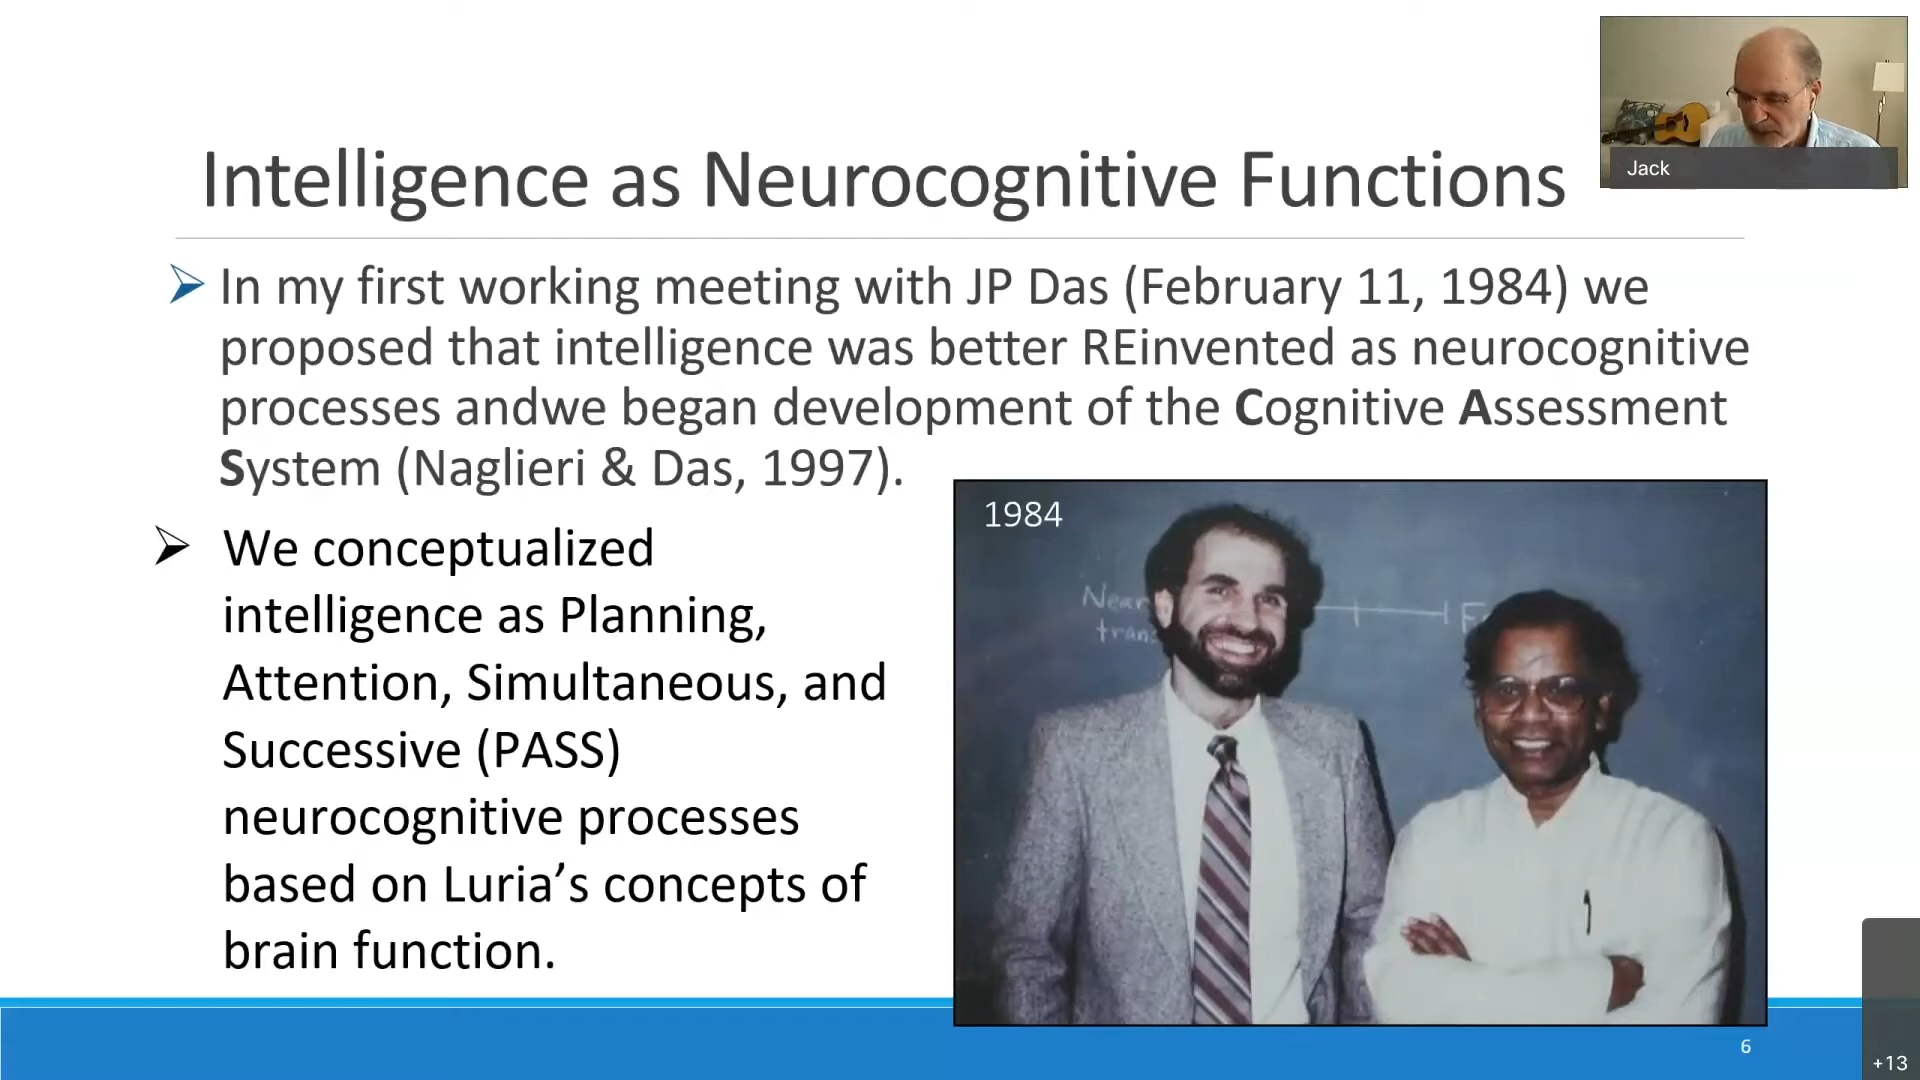 Jack
Intelligence as Neurocognitive Functions
In my first working meeting with JP Das (February 11, 1984) we
proposed that intelligence was better REinvented as neurocognitive
processes andwe began development of the Cognitive Assessment
System (Naglieri & Das, 1997).
We conceptualized
intelligence as Planning,
Attention, Simultaneous, and
Successive (PASS)
neurocognitive processes
based on Luria’s concepts of
brain function.
1984
Near
tran
6
+13